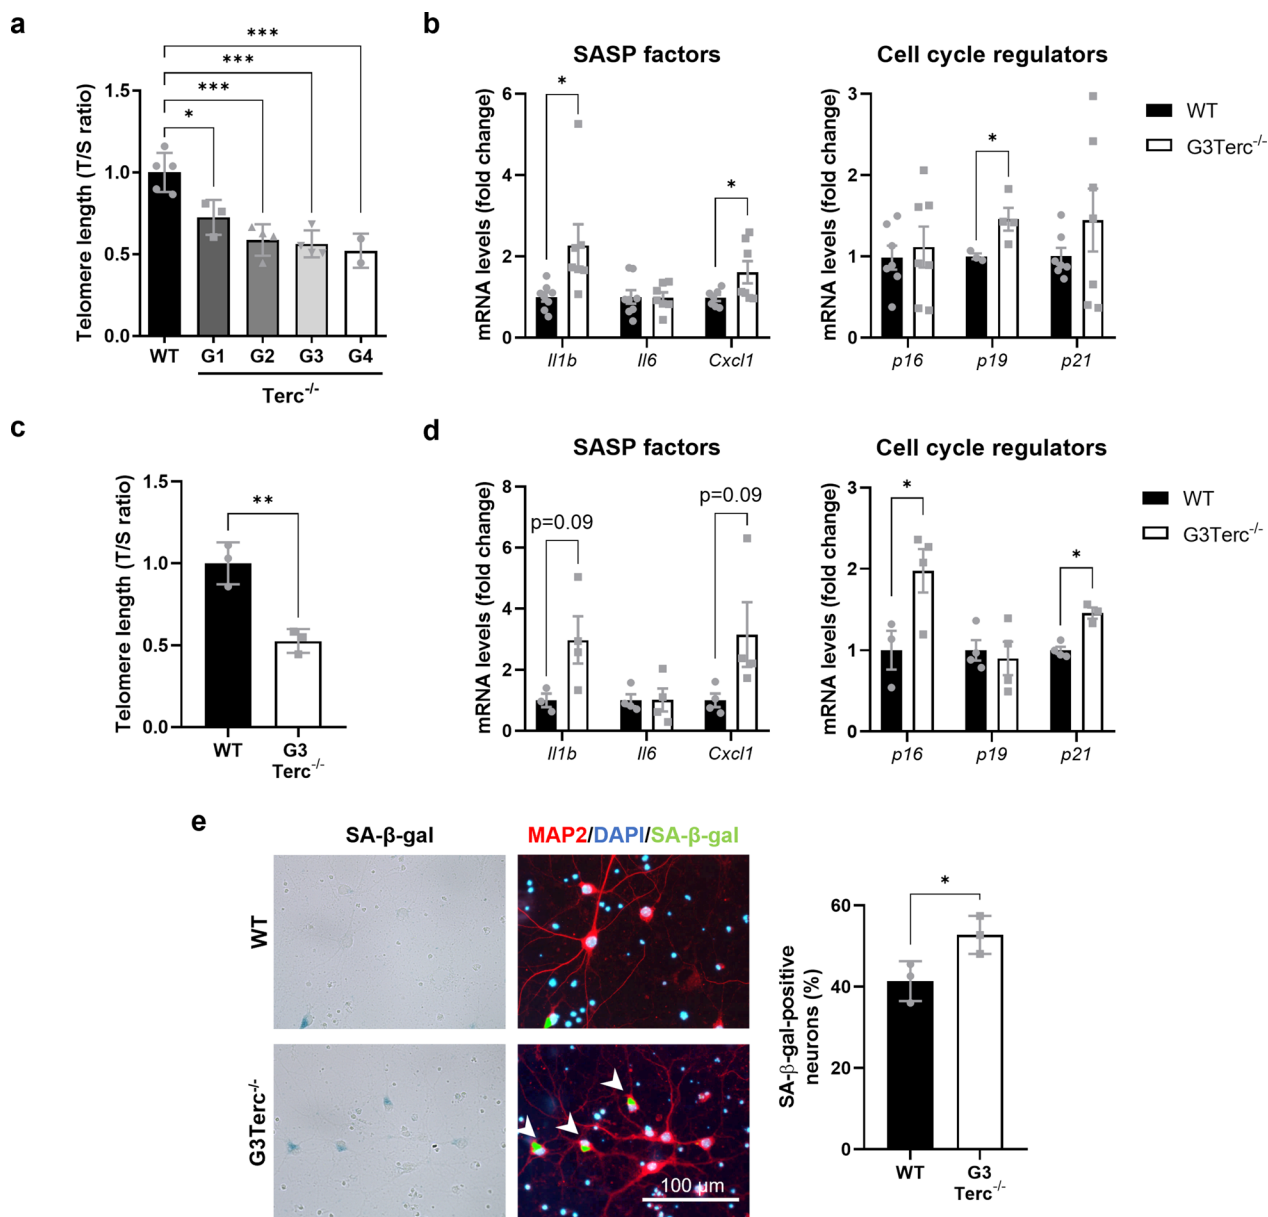 a
***
***
***
*
Telomere length (T/S ratio)
1.5
1.0
0.5
0.0
WT G1 G2 G3 G4
Terc-/-
b
SASP factors
mRNA levels (fold change)
6
4
2
0
*
*
Il1b Il6 Cxcl1
Cell cycle regulators
mRNA levels (fold change)
3
2
1
0
*
p16 p19 p21
WT
G3Terc-/-
c
Telomere length (T/S ratio)
1.5
1.0
0.5
0.0
**
WT G3
Terc-/-
d
SASP factors
mRNA levels (fold change)
8
6
4
2
0
p=0.09
p=0.09
Il1b Il6 Cxcl1
Cell cycle regulators
mRNA levels (fold change)
3
2
1
0
*
*
p16 p19 p21
WT
G3Terc-/-
e
SA-β-gal
MAP2/DAPI/SA-β-gal
WT
G3Terc-/-
100 µm
SA-β-gal-positive
neurons (%)
60
40
20
0
*
WT G3
Terc-/-